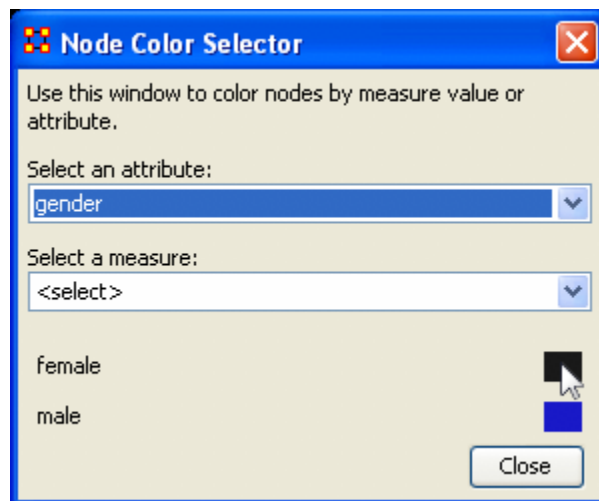 Node Color Selector
Use this window to color nodes by measure value or
attribute.
Select an attribute:
gender
Select a measure:
<select>
female
male
Close